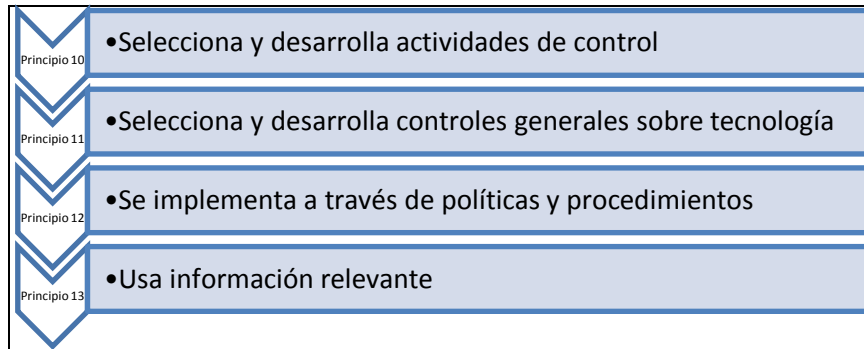 Principio 10
•Selecciona y desarrolla actividades de control
Principio 11
•Selecciona y desarrolla controles generales sobre tecnología
Principio 12
•Se implementa a través de políticas y procedimientos
Principio 13
•Usa información relevante